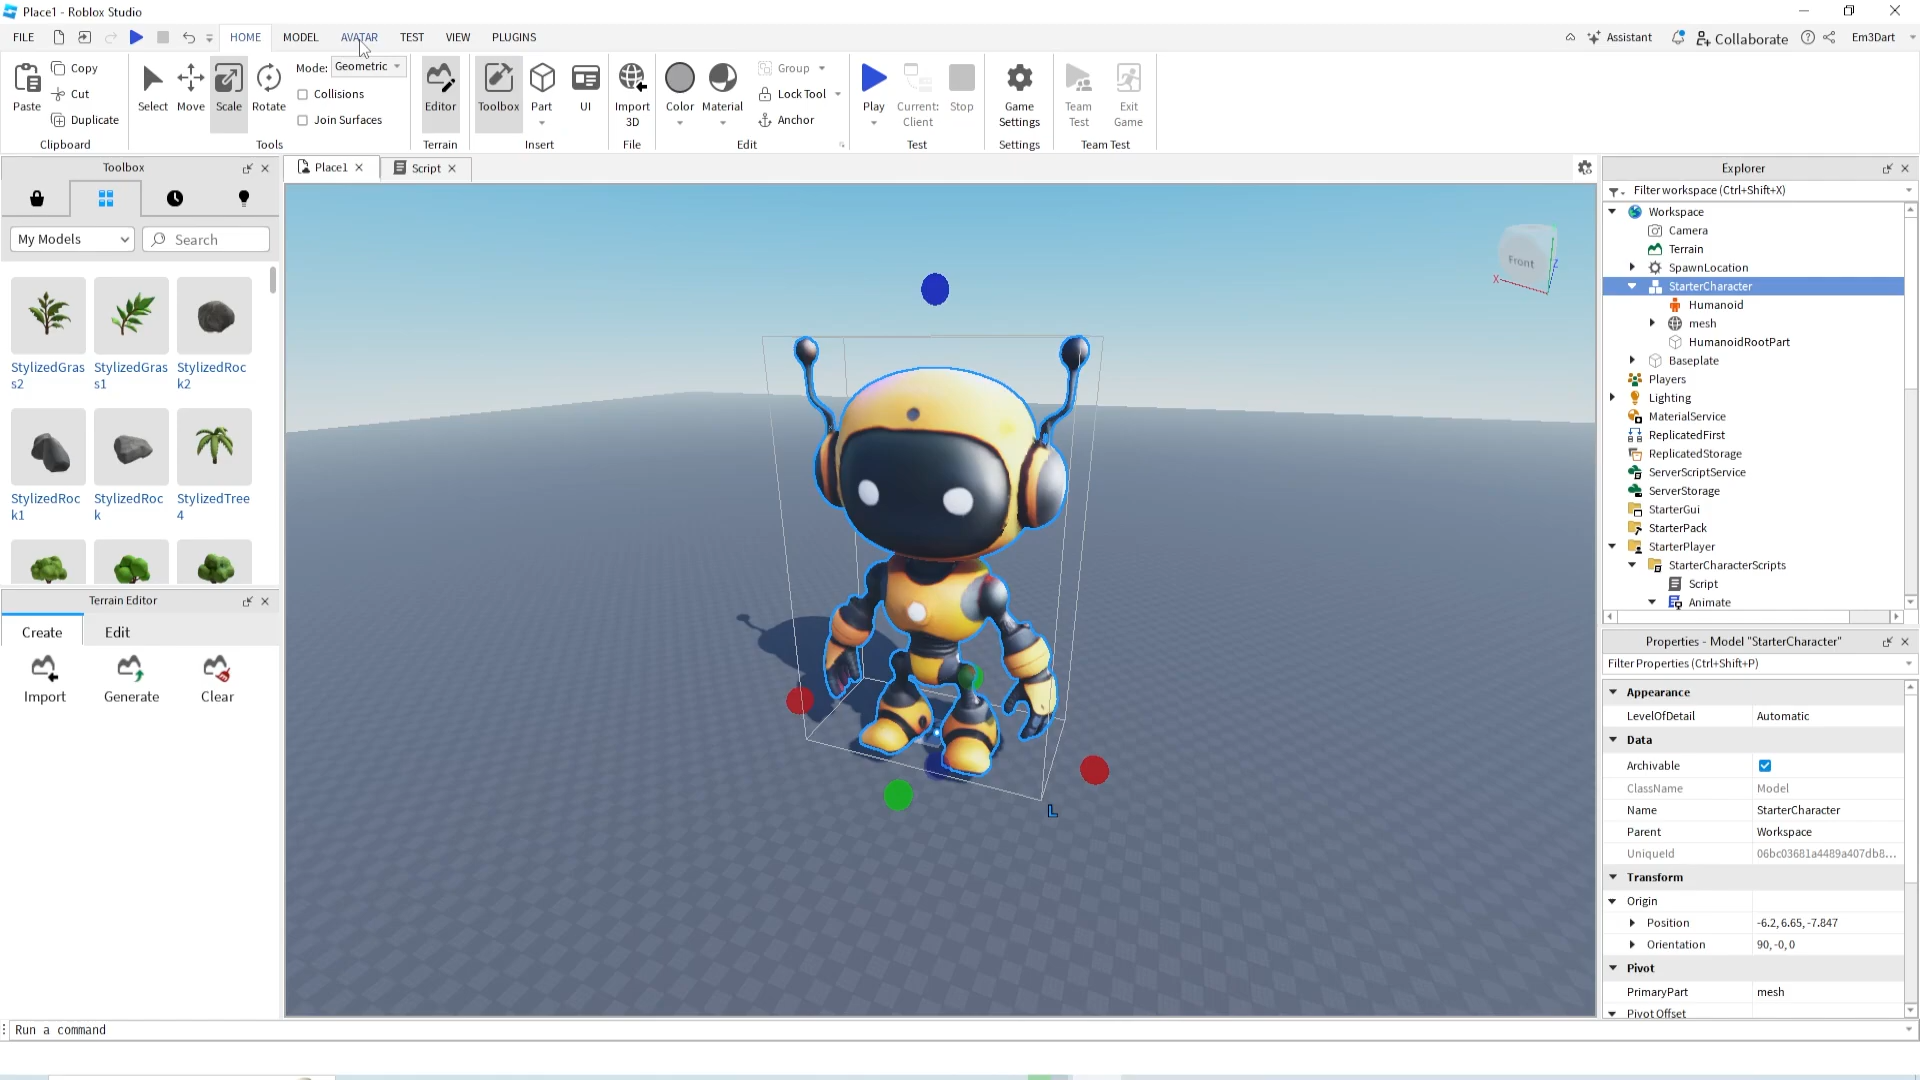 Place1 - Roblox Studio
FILE
HOME
MODEL
AVATAR
TEST
VIEW
PLUGINS
Assistant
Collaborate
Em3Dart
Paste
Copy
Cut
Duplicate
Clipboard
Select
Move
Scale
Rotate
Mode:
Geometric
Collisions
Join Surfaces
Tools
Editor
Terrain
Toolbox
Part
UI
Insert
Import
3D
File
Color
Material
Group
Lock Tool
Anchor
Edit
Play
Current:
Client
Stop
Test
Game
Settings
Settings
Team
Test
Exit
Game
Team Test
Toolbox
My Models
Search
StylizedGras
s2
StylizedGras
s1
StylizedRoc
k2
StylizedRoc
k1
StylizedRoc
k
StylizedTree
4
Terrain Editor
Create
Edit
Import
Generate
Clear
Place1
Script
Front
X
Z
L
Explorer
Filter workspace (Ctrl+Shift+X)
Workspace
Camera
Terrain
SpawnLocation
StarterCharacter
Humanoid
mesh
HumanoidRootPart
Baseplate
Players
Lighting
MaterialService
ReplicatedFirst
ReplicatedStorage
ServerScriptService
ServerStorage
StarterGui
StarterPack
StarterPlayer
StarterCharacterScripts
Script
Animate
Properties - Model "StarterCharacter"
Filter Properties (Ctrl+Shift+P)
Appearance
LevelOfDetail Automatic
Data
Archivable
ClassName Model
Name StarterCharacter
Parent Workspace
UniqueId 06bc03681a4489a407db8...
Transform
Origin
Position -6.2, 6.65, -7.847
Orientation 90, -0, 0
Pivot
PrimaryPart mesh
Pivot Offset
Run a command